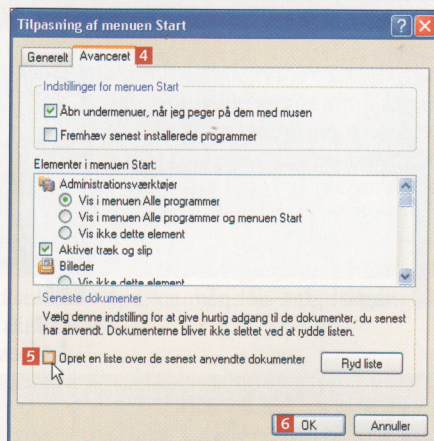 Tilpasning af menuen Start
Generelt Avanceret 4
Indstillinger for menuen Start
Åbn undermenuer, når jeg peger på dem med musen
Fremhæv senest installerede programmer
Elementer i menuen Start:
Administrationsværktøjer
Vis i menuen Alle programmer
Vis i menuen Alle programmer og menuen Start
Vis ikke dette element
Aktiver træk og slip
Billeder
Vis ikke dette element
Seneste dokumenter
Vælg denne indstilling for at give hurtig adgang til de dokumenter, du senest
har anvendt. Dokumenterne bliver ikke slettet ved at rydde listen.
5 Opret en liste over de senest anvendte dokumenter Ryd liste
6 OK Annuller